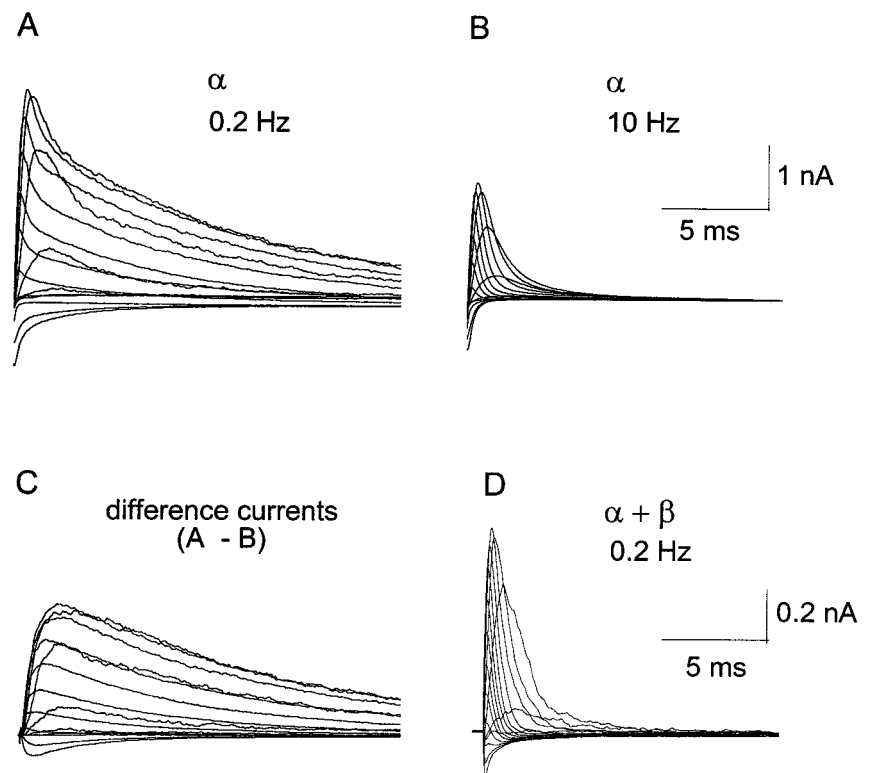 A
α
0.2 Hz
B
α
10 Hz
1 nA
5 ms
C
difference currents
(A - B)
D
α + β
0.2 Hz
0.2 nA
5 ms